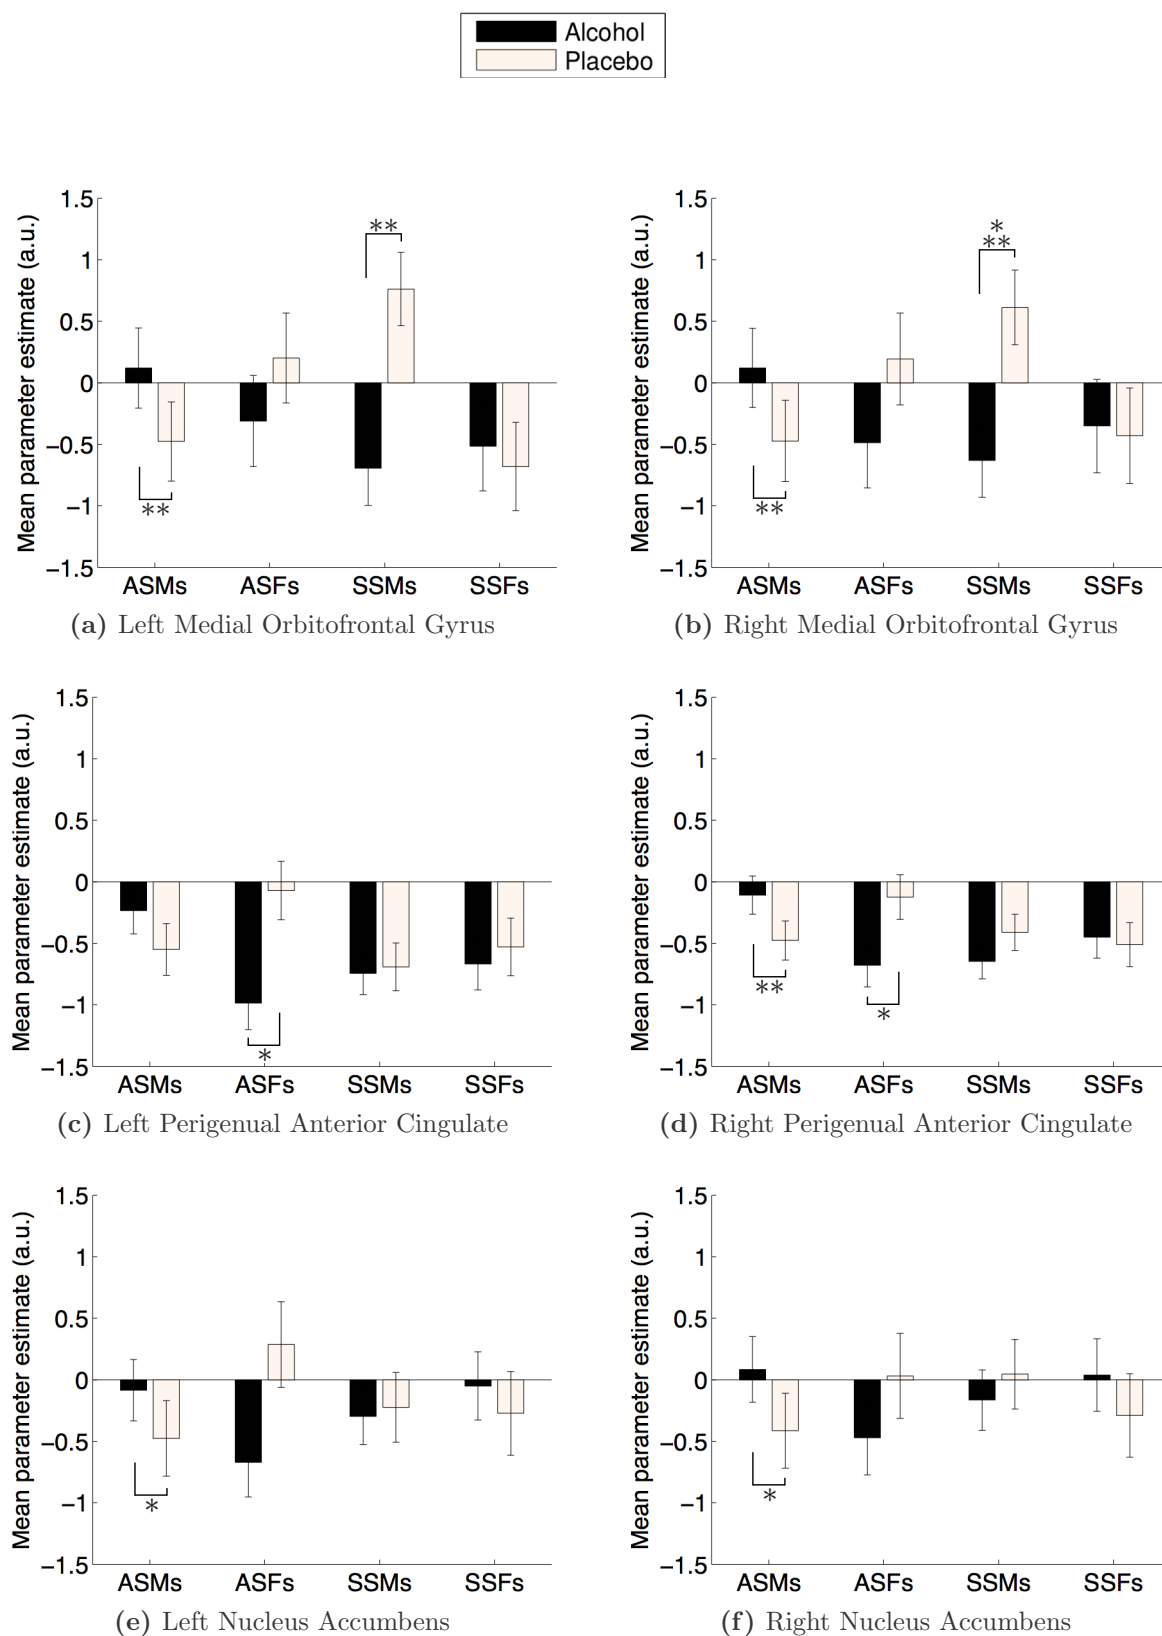 Alcohol
Placebo
Mean parameter estimate (a.u.)
1.5
1
0.5
0
−0.5
−1
−1.5
**
**
ASMs ASFs SSMs SSFs
(a) Left Medial Orbitofrontal Gyrus
Mean parameter estimate (a.u.)
1.5
1
0.5
0
−0.5
−1
−1.5
*
**
**
ASMs ASFs SSMs SSFs
(b) Right Medial Orbitofrontal Gyrus
Mean parameter estimate (a.u.)
1.5
1
0.5
0
−0.5
−1
−1.5
*
ASMs ASFs SSMs SSFs
(c) Left Perigenual Anterior Cingulate
Mean parameter estimate (a.u.)
1.5
1
0.5
0
−0.5
−1
−1.5
**
*
ASMs ASFs SSMs SSFs
(d) Right Perigenual Anterior Cingulate
Mean parameter estimate (a.u.)
1.5
1
0.5
0
−0.5
−1
−1.5
*
ASMs ASFs SSMs SSFs
(e) Left Nucleus Accumbens
Mean parameter estimate (a.u.)
1.5
1
0.5
0
−0.5
−1
−1.5
*
ASMs ASFs SSMs SSFs
(f) Right Nucleus Accumbens